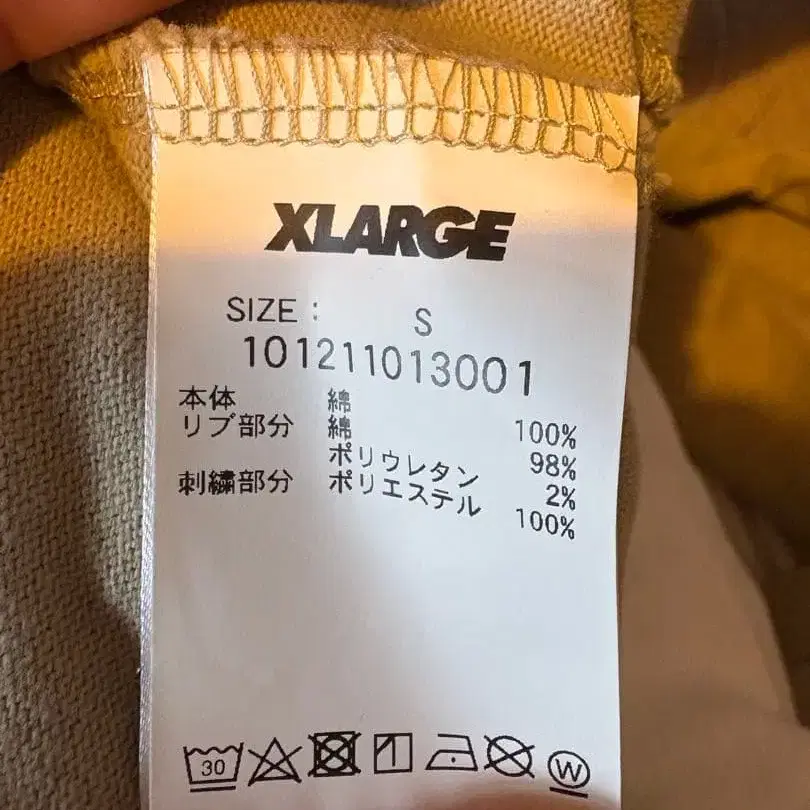 XLARGE
SIZE : S
101211013001
本体 綿 100%
リブ部分 綿 98%
ポリウレタン 2%
刺繍部分 ポリエステル 100%
30
W